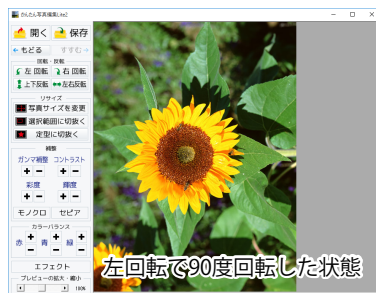 かんたん写真編集Lite2
開く 保存
もどる すすむ
回転・反転
左 回転 右 回転
上下反転 左右反転
リサイズ
写真サイズを変更
選択範囲に切抜く
定型に切抜く
補整
ガンマ補整 コントラスト
彩度 輝度
モノクロ セピア
カラーバランス
赤 青 緑
エフェクト
プレビューの拡大・縮小
100%
左回転で90度回転した状態